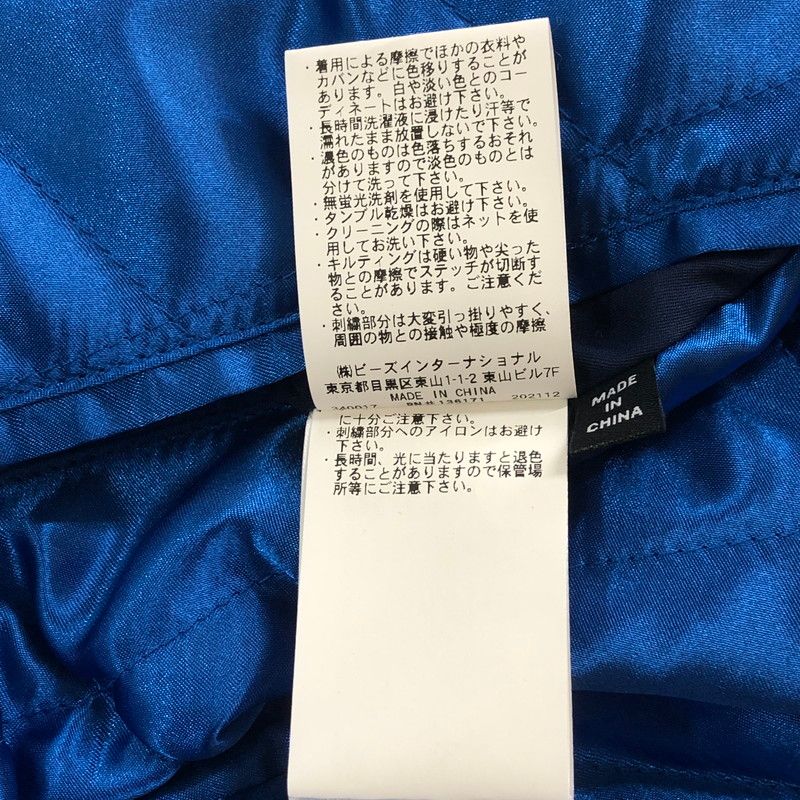 ・着用による摩擦でほかの衣料や
カバンなどに色移りすることが
あります。白や淡い色とのコー
ディネートはお避け下さい。
・長時間洗濯液に浸けたり汗等で
濡れたまま放置しないで下さい。
・濃色のものは色落ちするおそれ
がありますので淡色のものとは
分けて洗って下さい。
・無蛍光洗剤を使用して下さい。
・タンブル乾燥はお避け下さい。
・クリーニングの際はネットを使
用してお洗い下さい。
・キルティングは硬い物や尖った
物との摩擦でステッチが切断す
ることがあります。ご注意くだ
さい。
・刺繍部分は大変引っ掛りやすく、
周囲の物との接触や極度の摩擦
㈱ビーズインターナショナル
東京都目黒区東山1-1-2 東山ビル7F
MADE IN CHINA
340017 RN # 136171 202112
に十分ご注意下さい。
・刺繍部分へのアイロンはお避け
下さい。
・長時間、光に当たりますと退色
することがありますので保管場
所等にご注意下さい。
MADE
IN
CHINA